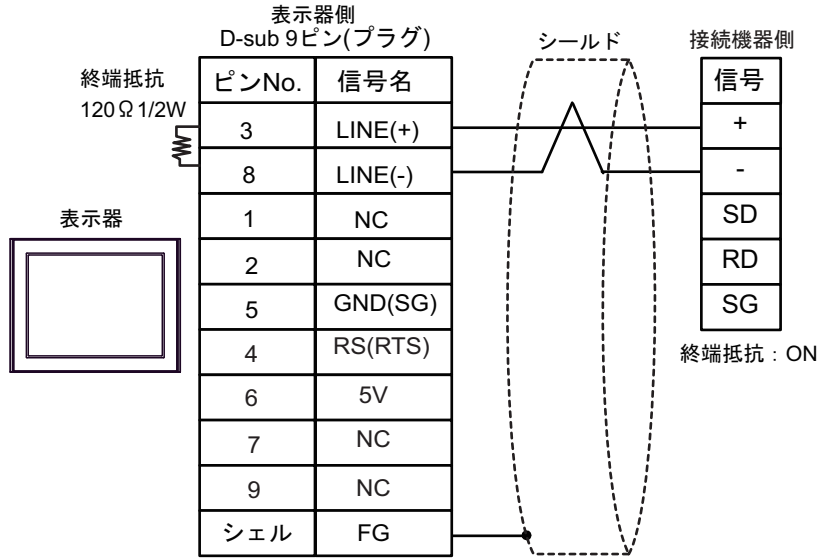 表示器側
D-sub 9ピン(プラグ)
シールド
接続機器側
終端抵抗
120Ω1/2W
ピンNo. 信号名
信号
3 LINE(+)
+
8 LINE(-)
-
表示器
1 NC
SD
2 NC
RD
5 GND(SG)
SG
4 RS(RTS)
終端抵抗：ON
6 5V
7 NC
9 NC
シェル FG